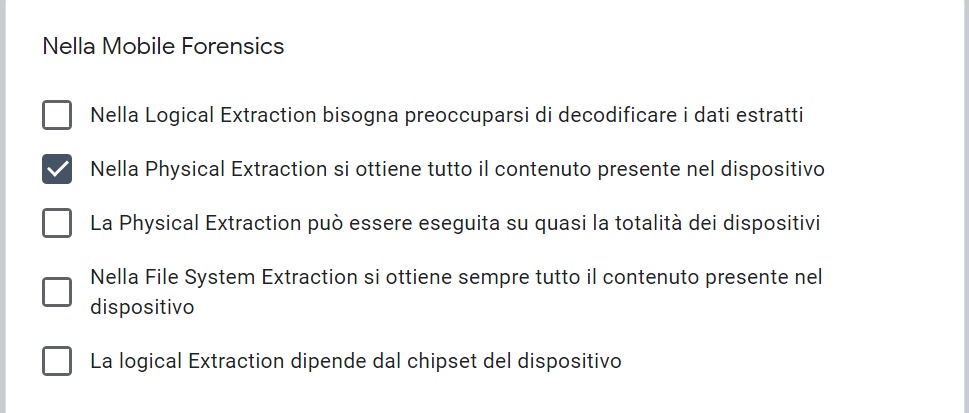 Nella Mobile Forensics
Nella Logical Extraction bisogna preoccuparsi di decodificare i dati estratti
Nella Physical Extraction si ottiene tutto il contenuto presente nel dispositivo
La Physical Extraction può essere eseguita su quasi la totalità dei dispositivi
Nella File System Extraction si ottiene sempre tutto il contenuto presente nel
dispositivo
La logical Extraction dipende dal chipset del dispositivo